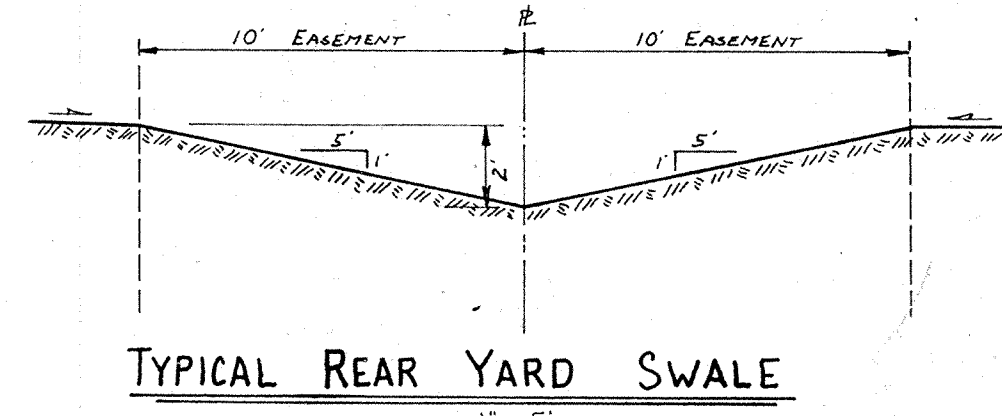 ℄
10' EASEMENT
10' EASEMENT
5'
1'
2'
5'
1'
TYPICAL REAR YARD SWALE